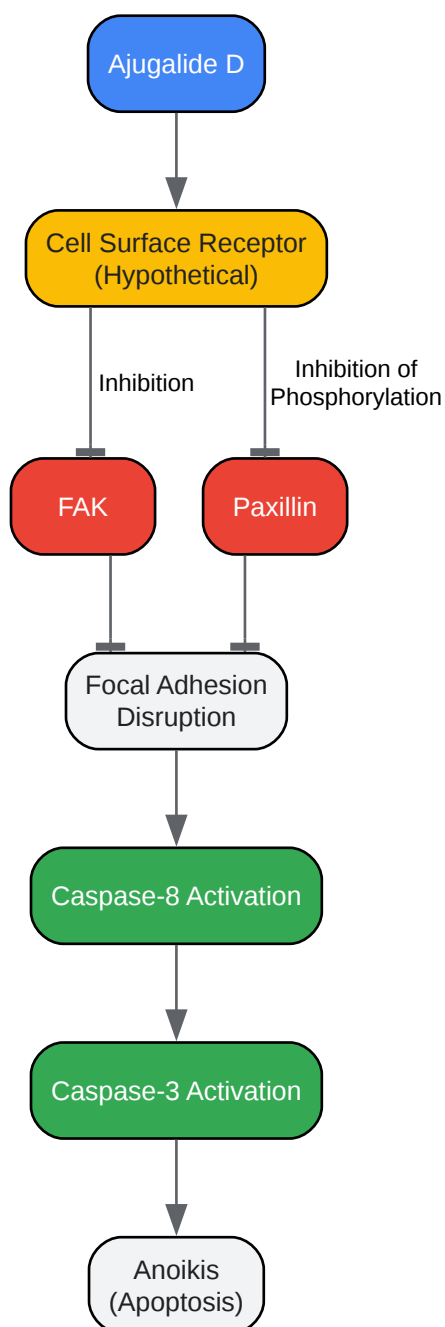 Ajugalide D
Cell Surface Receptor
(Hypothetical)
Inhibition
Inhibition of
Phosphorylation
FAK
Paxillin
Focal Adhesion
Disruption
Caspase-8 Activation
Caspase-3 Activation
Anoikis
(Apoptosis)